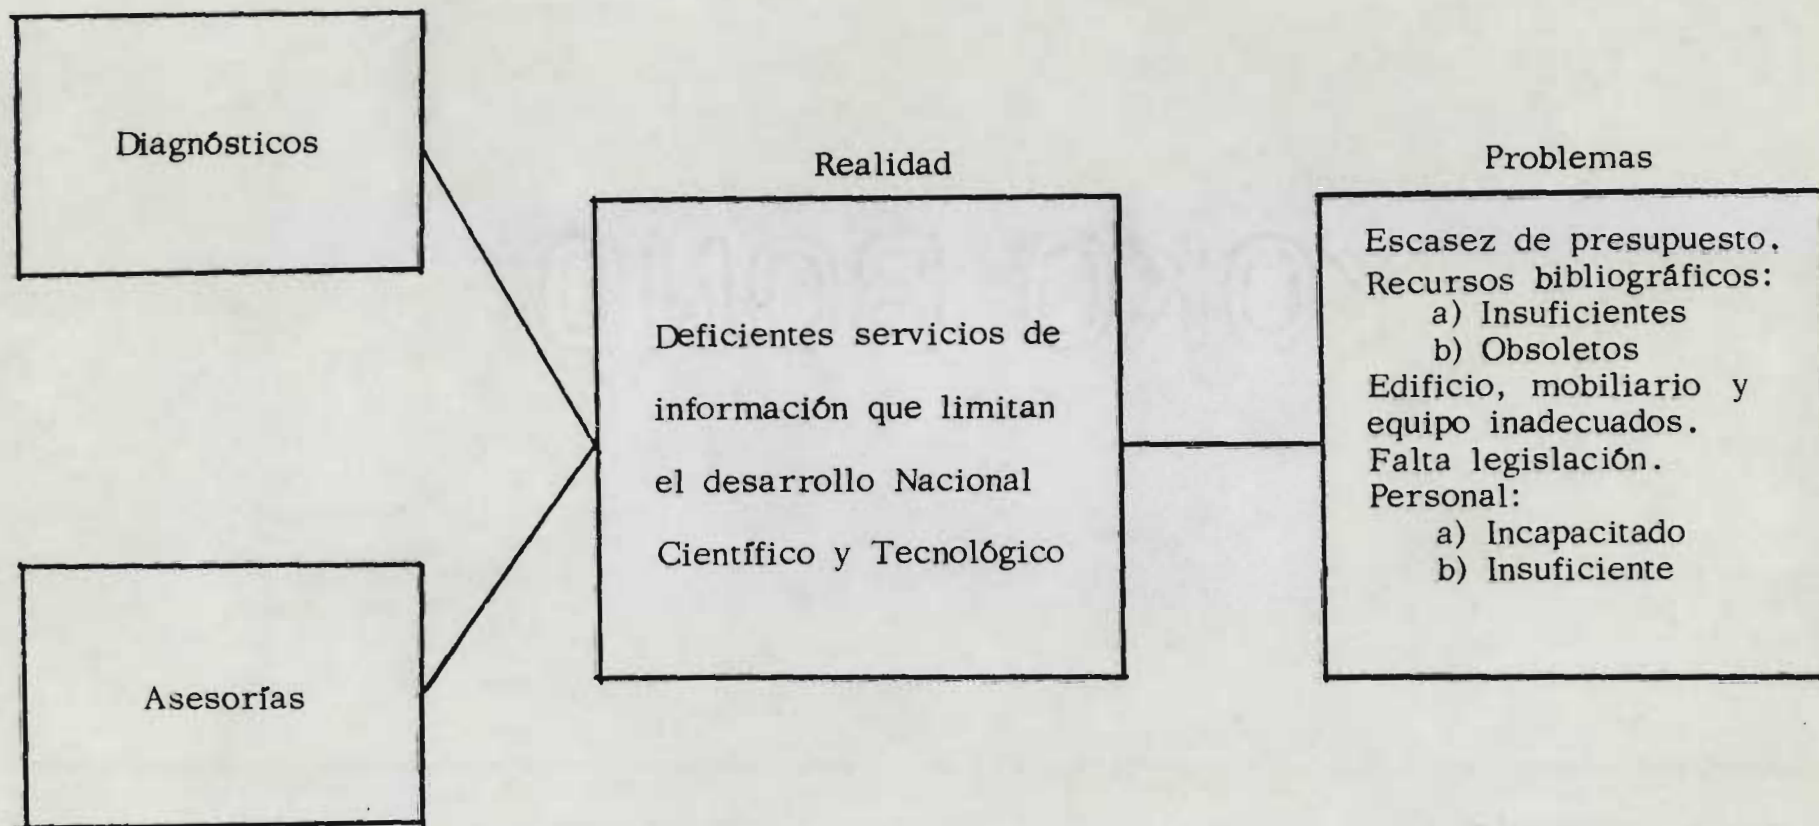 Diagnósticos
Asesorías
Realidad
Deficientes servicios de
información que limitan
el desarrollo Nacional
Científico y Tecnológico
Problemas
Escasez de presupuesto.
Recursos bibliográficos:
a) Insuficientes
b) Obsoletos
Edificio, mobiliario y
equipo inadecuados.
Falta legislación.
Personal:
a) Incapacitado
b) Insuficiente